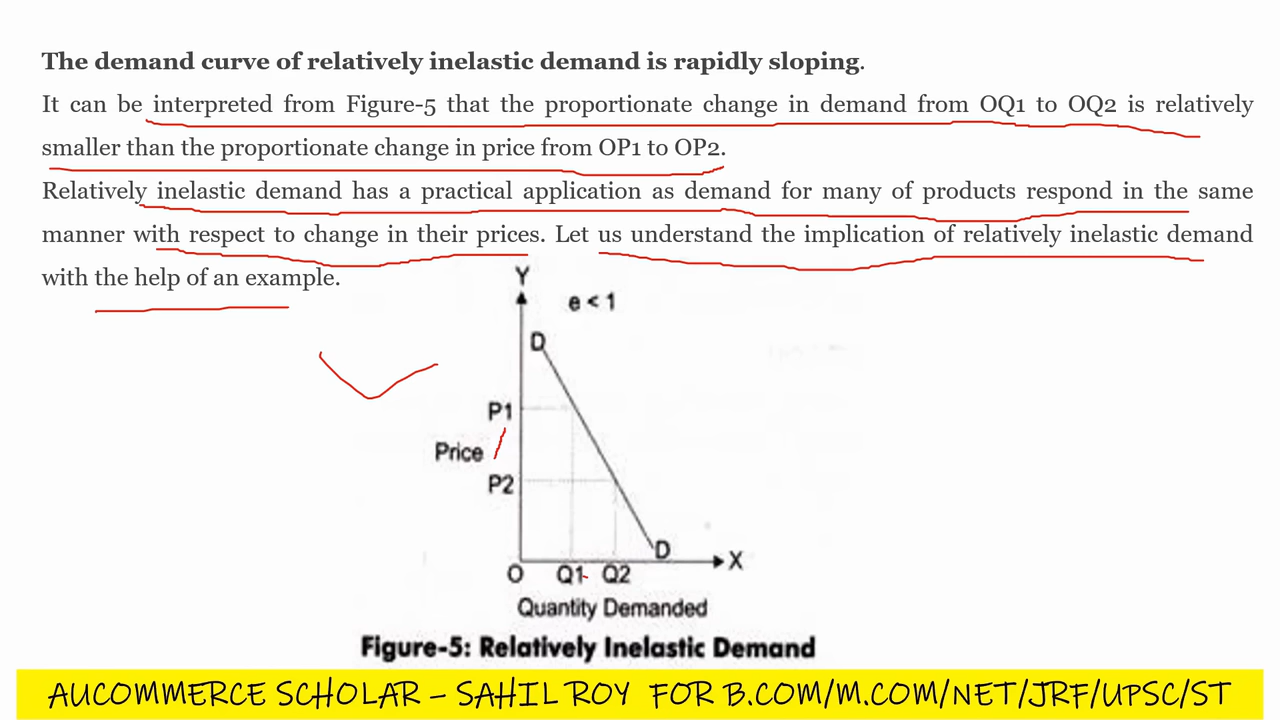 The demand curve of relatively inelastic demand is rapidly sloping.
It can be interpreted from Figure-5 that the proportionate change in demand from OQ1 to OQ2 is relatively
smaller than the proportionate change in price from OP1 to OP2.
Relatively inelastic demand has a practical application as demand for many of products respond in the same
manner with respect to change in their prices. Let us understand the implication of relatively inelastic demand
with the help of an example.
Y
e < 1
D
P1
Price
P2
D
X
O Q1 Q2
Quantity Demanded
Figure-5: Relatively Inelastic Demand
AUCOMMERCE SCHOLAR – SAHIL ROY FOR B.COM/M.COM/NET/JRF/UPSC/ST